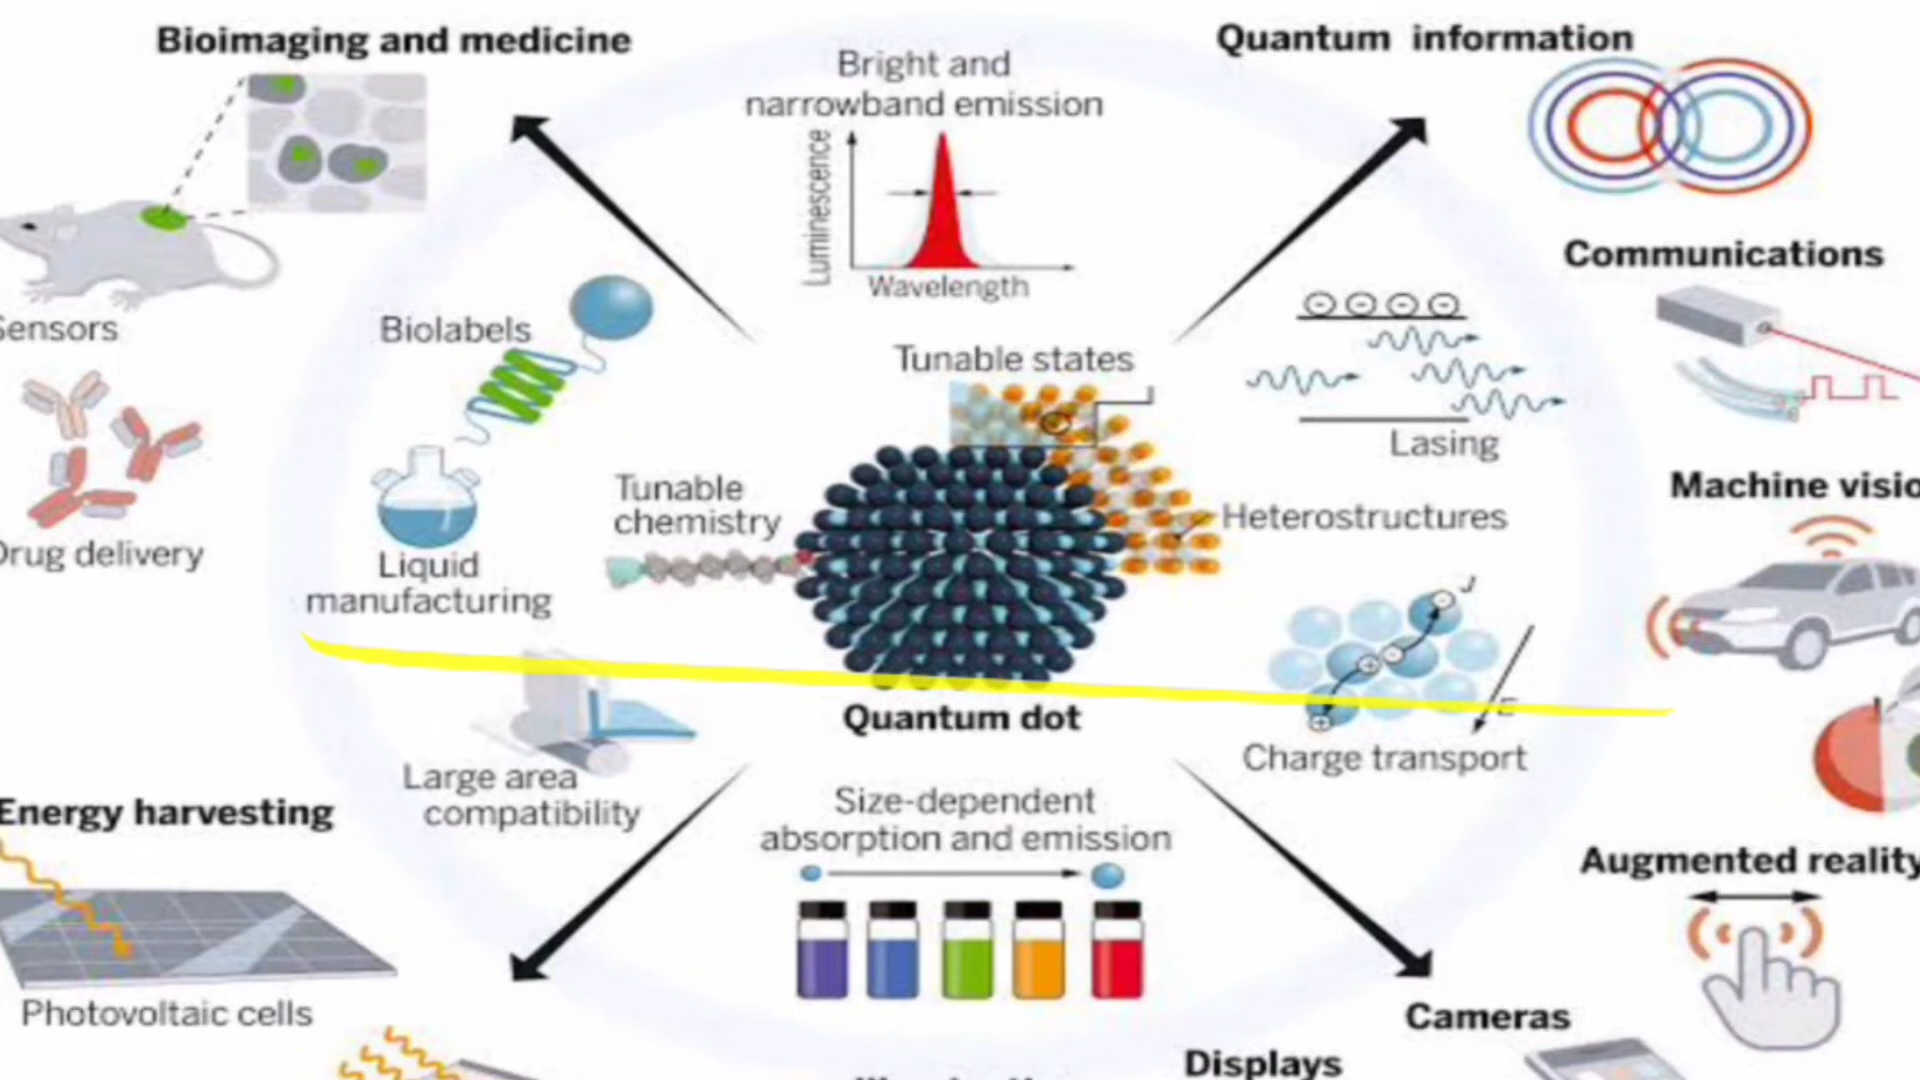 Bioimaging and medicine
Quantum information
Bright and
narrowband emission
Luminescence
Wavelength
Communications
Sensors
Biolabels
Tunable states
Lasing
Tunable
chemistry
Heterostructures
Machine visio
Drug delivery
Liquid
manufacturing
J
E
Quantum dot
Charge transport
Large area
compatibility
Energy harvesting
Size-dependent
absorption and emission
Augmented reality
Photovoltaic cells
Cameras
Displays